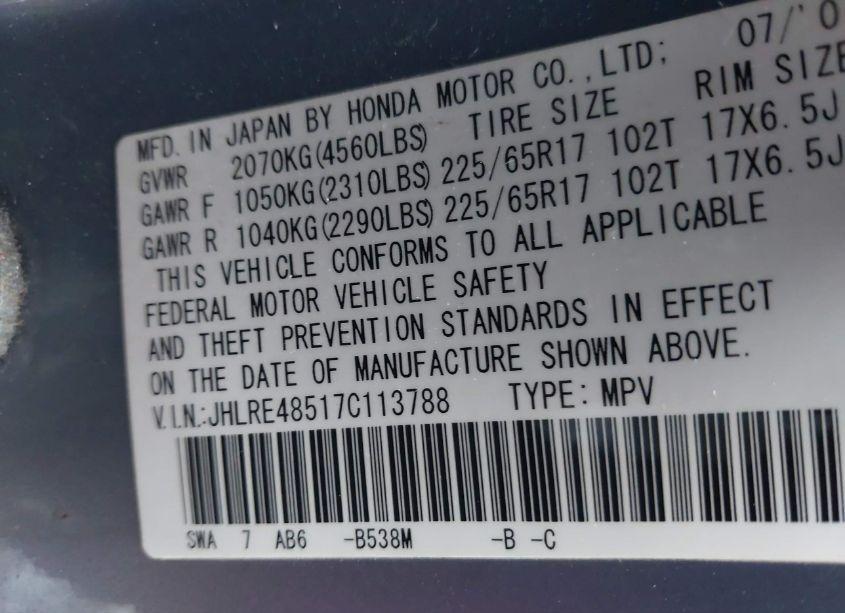 MFD. IN JAPAN BY HONDA MOTOR CO.,LTD; 07/'0
GVWR 2070KG(4560LBS) TIRE SIZE RIM SIZE
GAWR F 1050KG(2310LBS) 225/65R17 102T 17X6.5J
GAWR R 1040KG(2290LBS) 225/65R17 102T 17X6.5J
THIS VEHICLE CONFORMS TO ALL APPLICABLE
FEDERAL MOTOR VEHICLE SAFETY
AND THEFT PREVENTION STANDARDS IN EFFECT
ON THE DATE OF MANUFACTURE SHOWN ABOVE.
V.I.N.:JHLRE48517C113788 TYPE: MPV
SWA 7 AB6 -B538M -B -C